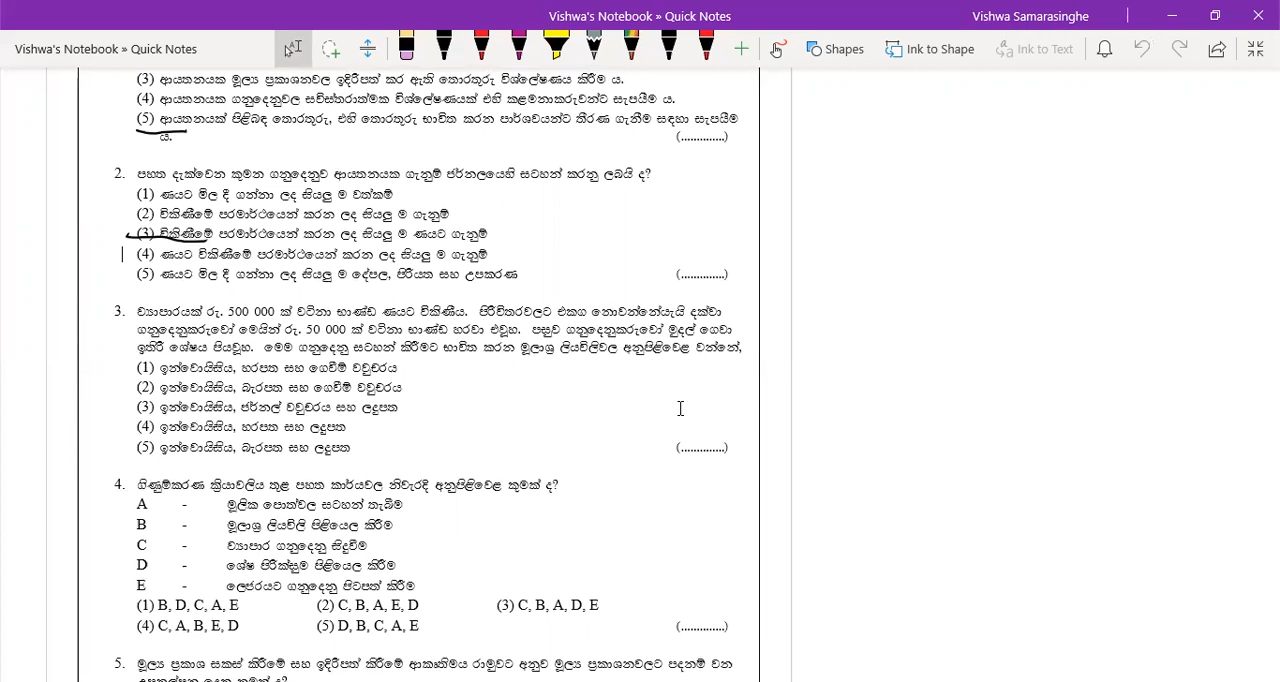 Vishwa's Notebook » Quick Notes
Vishwa Samarasinghe
Vishwa's Notebook » Quick Notes
Shapes
Ink to Shape
Ink to Text
(3) ආයතනයක මූල්‍ය ප්‍රකාශනවල ඉදිරිපත් කර ඇති තොරතුරු විශ්ලේෂණය කිරීම ය.
(4) ආයතනයක ගනුදෙනුවල සවිස්තරාත්මක විශ්ලේෂණයක් එහි කළමනාකරුවන්ට සැපයීම ය.
(5) ආයතනයක් පිළිබඳ තොරතුරු, එහි තොරතුරු භාවිත කරන පාර්ශවයන්ට තීරණ ගැනීම සඳහා සැපයීම
ය. (..............)
2. පහත දැක්වෙන කුමන ගනුදෙනුව ආයතනයක ගැනුම් ජර්නලයෙහි සටහන් කරනු ලබයි ද?
(1) ණයට මිල දී ගන්නා ලද සියලු ම වත්කම්
(2) විකිණීමේ පරමාර්ථයෙන් කරන ලද සියලු ම ගැනුම්
(3) විකිණීමේ පරමාර්ථයෙන් කරන ලද සියලු ම ණයට ගැනුම්
(4) ණයට විකිණීමේ පරමාර්ථයෙන් කරන ලද සියලු ම ගැනුම්
(5) ණයට මිල දී ගන්නා ලද සියලු ම දේපල, පිරියත සහ උපකරණ (..............)
3. ව්‍යාපාරයක් රු. 500 000 ක් වටිනා භාණ්ඩ ණයට විකිණීය. පිරිවිතරවලට එකඟ නොවන්නේයැයි දක්වා
ගනුදෙනුකරුවෝ මෙයින් රු. 50 000 ක් වටිනා භාණ්ඩ හරවා එවූහ. පසුව ගනුදෙනුකරුවෝ මුදල් ගෙවා
ඉතිරි ශේෂය පියවූහ. මෙම ගනුදෙනු සටහන් කිරීමට භාවිත කරන මූලාශ්‍ර ලියවිලිවල අනුපිළිවෙළ වන්නේ,
(1) ඉන්වොයිසිය, හරපත සහ ගෙවීම් වවුචරය
(2) ඉන්වොයිසිය, බැරපත සහ ගෙවීම් වවුචරය
(3) ඉන්වොයිසිය, ජර්නල් වවුචරය සහ ලදුපත
(4) ඉන්වොයිසිය, හරපත සහ ලදුපත
(5) ඉන්වොයිසිය, බැරපත සහ ලදුපත (..............)
4. ගිණුම්කරණ ක්‍රියාවලිය තුළ පහත කාර්යවල නිවැරදි අනුපිළිවෙළ කුමක් ද?
A - මූලික පොත්වල සටහන් තැබීම
B - මූලාශ්‍ර ලියවිලි පිළියෙල කිරීම
C - ව්‍යාපාර ගනුදෙනු සිදුවීම
D - ශේෂ පිරික්සුම පිළියෙල කිරීම
E - ලෙජරයට ගනුදෙනු පිටපත් කිරීම
(1) B, D, C, A, E (2) C, B, A, E, D (3) C, B, A, D, E
(4) C, A, B, E, D (5) D, B, C, A, E (..............)
5. මූල්‍ය ප්‍රකාශ සකස් කිරීමේ සහ ඉදිරිපත් කිරීමේ ආකෘතිමය රාමුවට අනුව මූල්‍ය ප්‍රකාශනවලට පදනම් වන